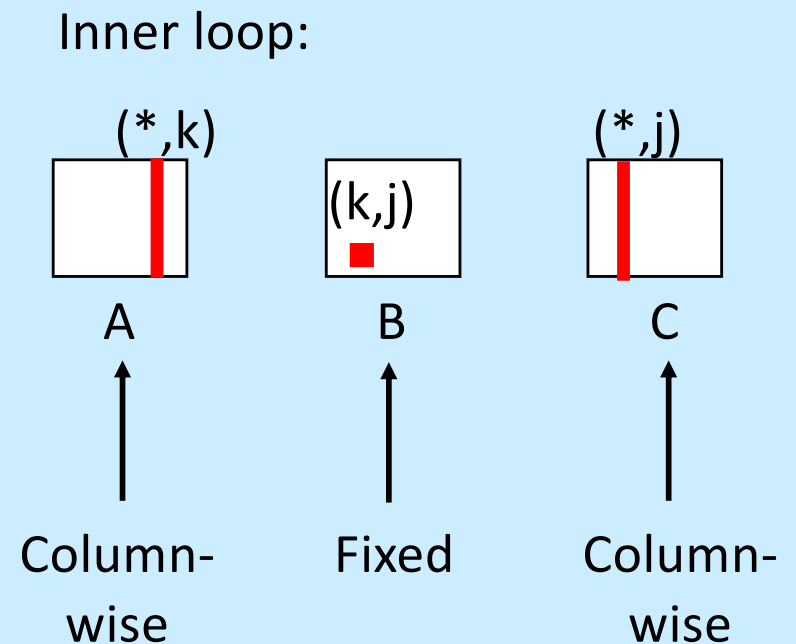 Inner loop:
(*,k)
(*,j)
(k,j)
A
B
C
Column-
wise
Fixed
Column-
wise